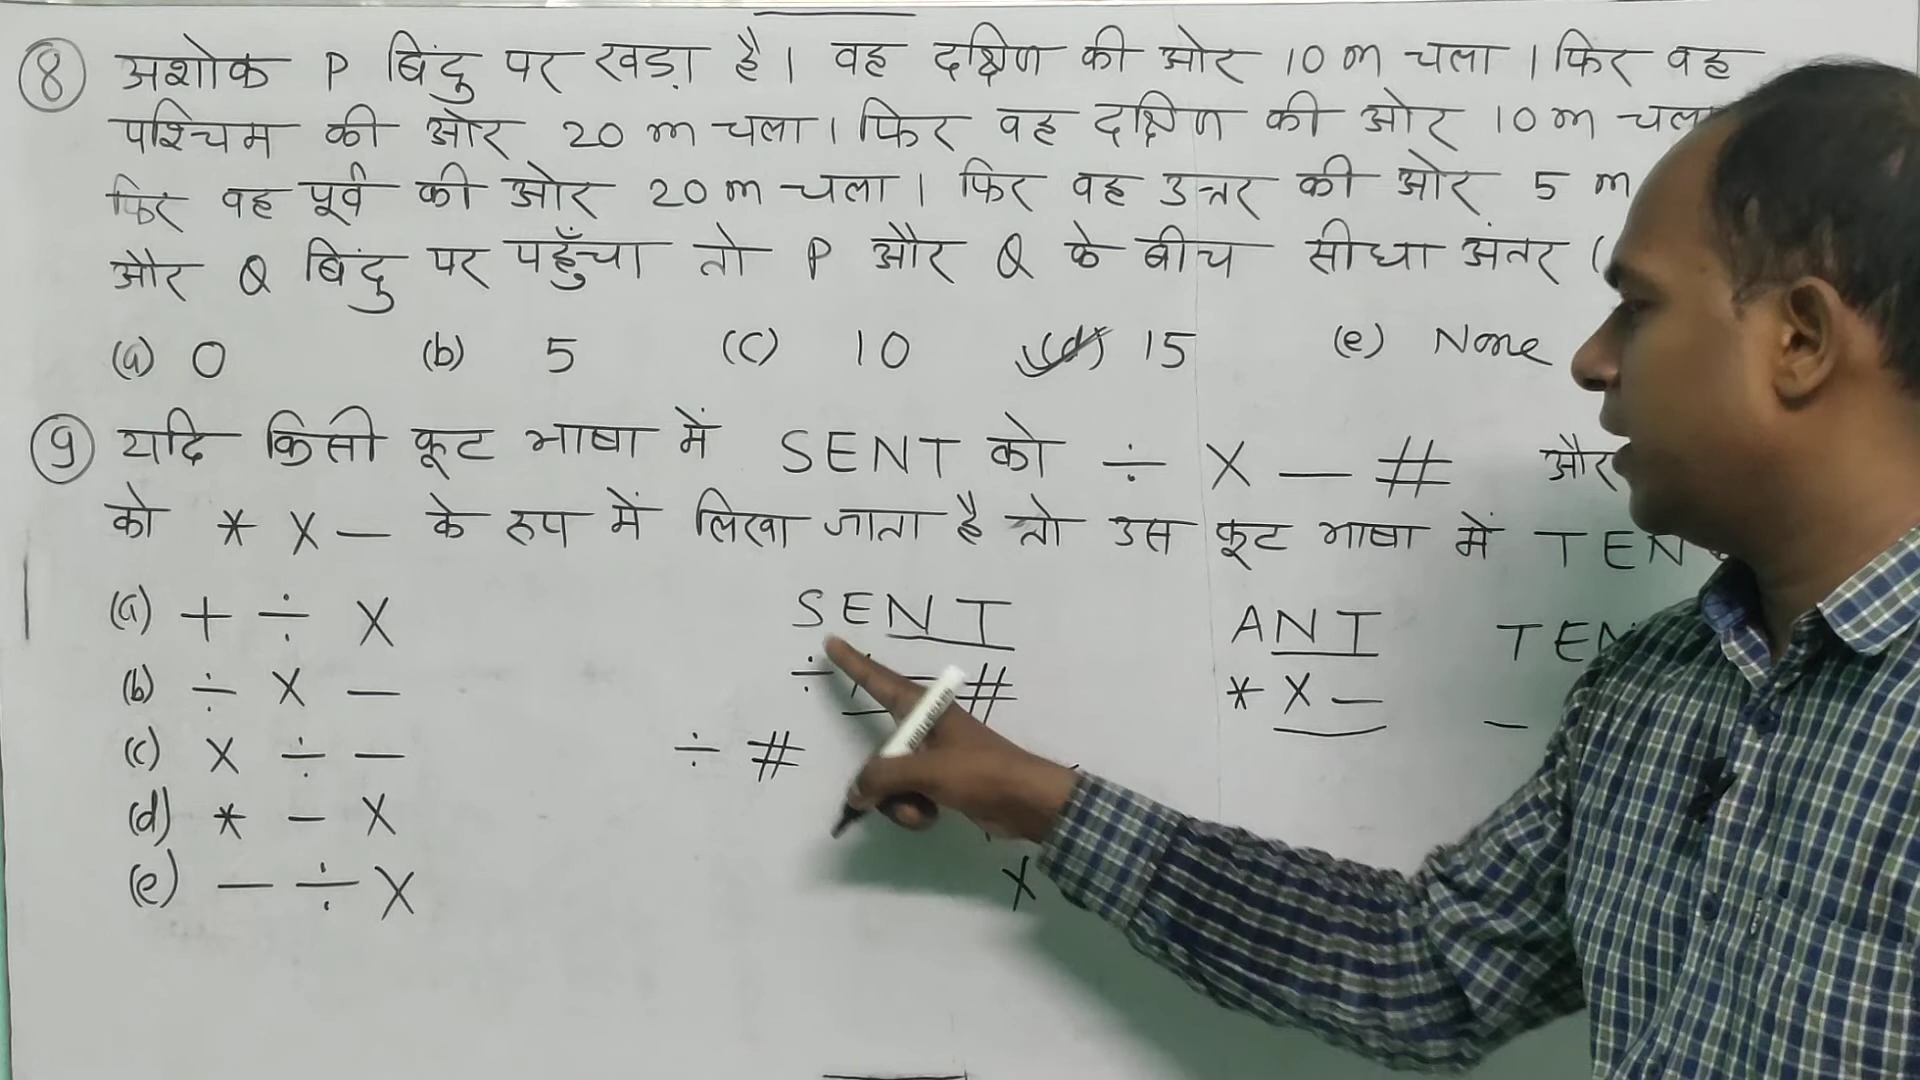 ⑧ अशोक P बिंदु पर खड़ा है। वह दक्षिण की ओर 10 m चला । फिर वह
पश्चिम की ओर 20 m चला। फिर वह दक्षिण की ओर 10 m
फिर वह पूर्व की ओर 20 m चला। फिर वह उत्तर की ओर 5 m
और Q बिंदु पर पहुँचा तो P और Q के बीच सीधा अंतर (
(a) 0 (b) 5 (c) 10 (d) 15 (e) None
⑨ यदि किसी कूट भाषा में SENT को ÷ × — # और
को * × — के रूप में लिखा जाता है तो उस कूट भाषा में TEN
(a) + ÷ × SENT ANT TEN
(b) ÷ × — ÷ # * × — –
(c) × ÷ — ÷ #
(d) * – ×
(e) — ÷ × ×